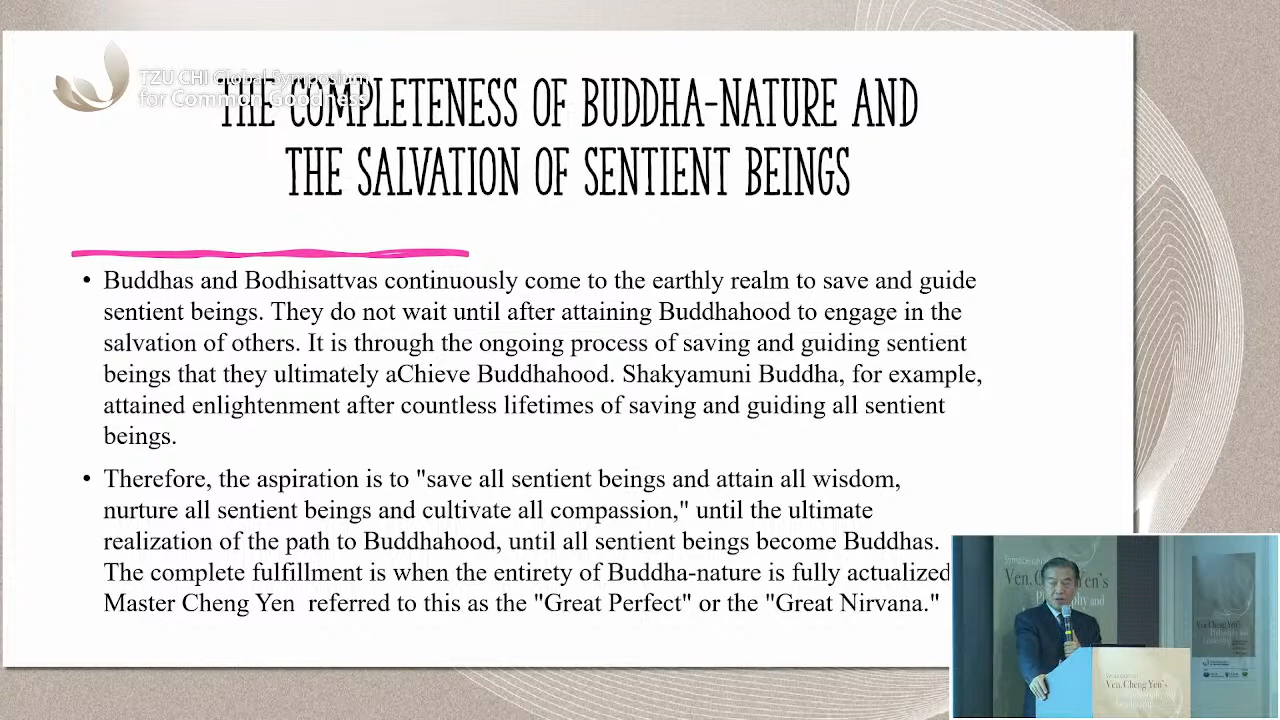 TZU CHI Global Symposium
for Common Goodness
THE COMPLETENESS OF BUDDHA-NATURE AND
THE SALVATION OF SENTIENT BEINGS
• Buddhas and Bodhisattvas continuously come to the earthly realm to save and guide
sentient beings. They do not wait until after attaining Buddhahood to engage in the
salvation of others. It is through the ongoing process of saving and guiding sentient
beings that they ultimately aChieve Buddhahood. Shakyamuni Buddha, for example,
attained enlightenment after countless lifetimes of saving and guiding all sentient
beings.
• Therefore, the aspiration is to "save all sentient beings and attain all wisdom,
nurture all sentient beings and cultivate all compassion," until the ultimate
realization of the path to Buddhahood, until all sentient beings become Buddhas.
The complete fulfillment is when the entirety of Buddha-nature is fully actualized
Master Cheng Yen referred to this as the "Great Perfect" or the "Great Nirvana."
Ven. Cheng Yen's